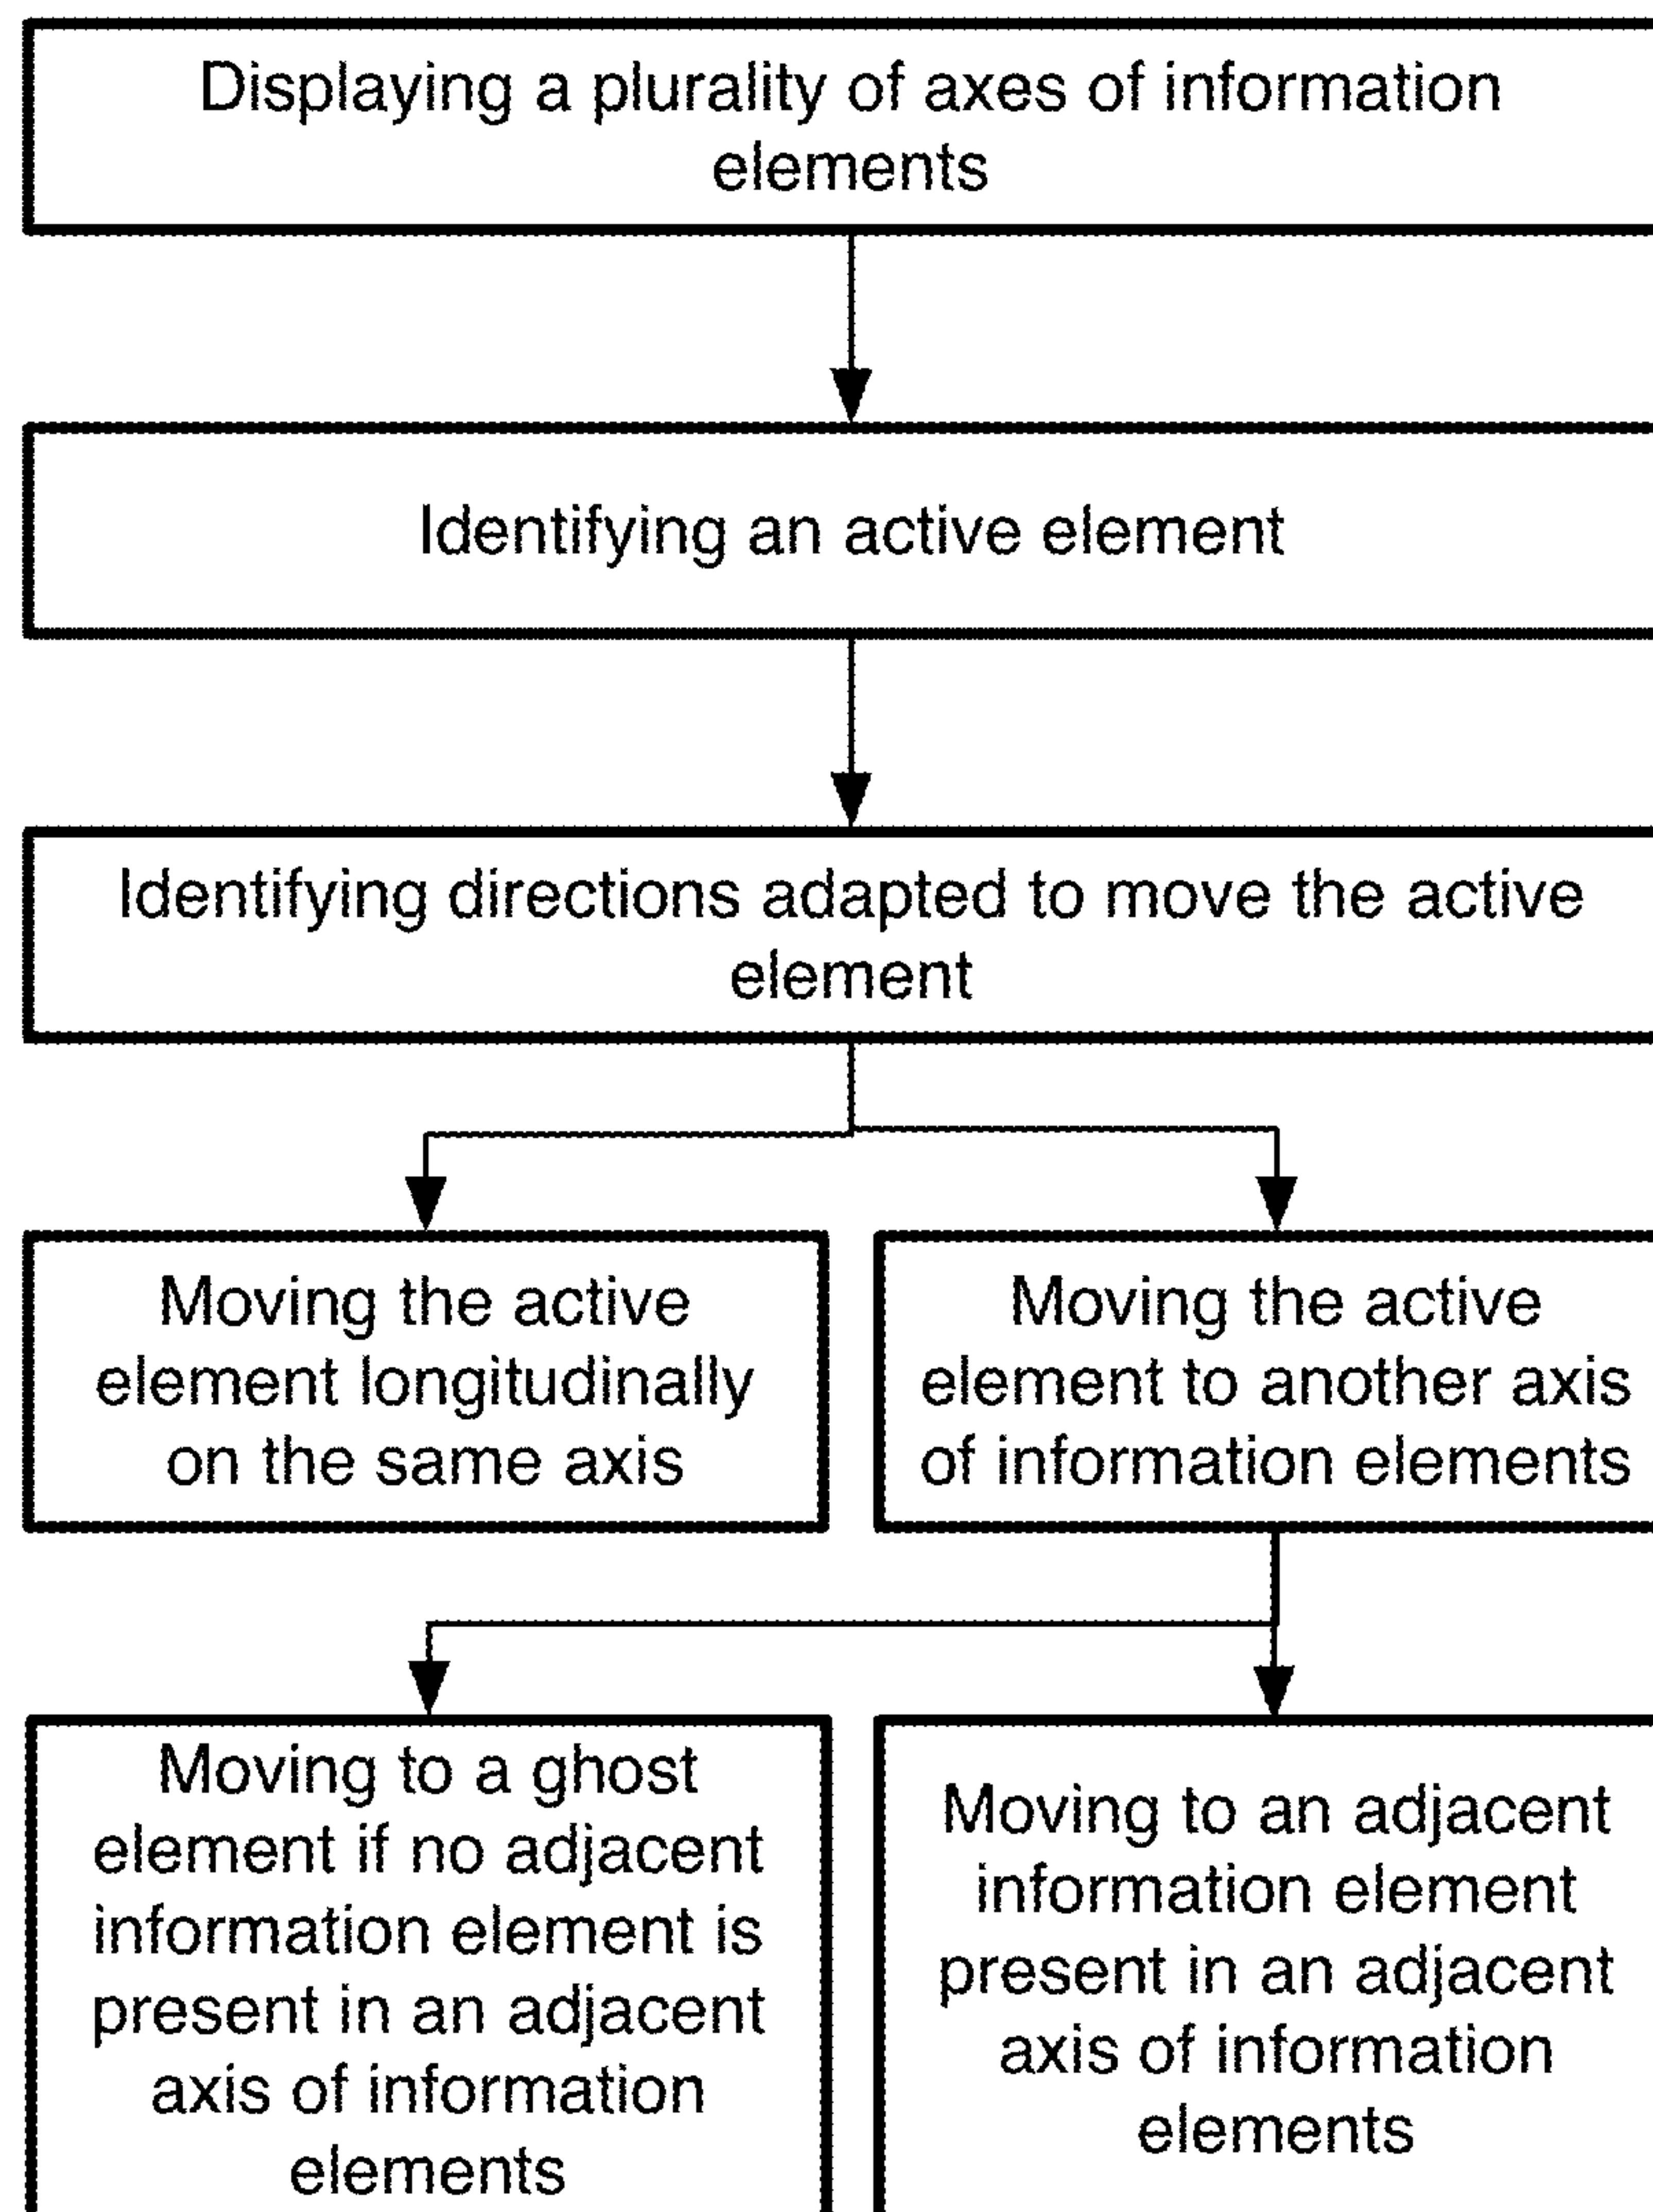 Displaying a plurality of axes of information
elements
Identifying an active element
Identifying directions adapted to move the active
element
Moving the active
element longitudinally
on the same axis
Moving the active
element to another axis
of information elements
Moving to a ghost
element if no adjacent
information element is
present in an adjacent
axis of information
elements
Moving to an adjacent
information element
present in an adjacent
axis of information
elements